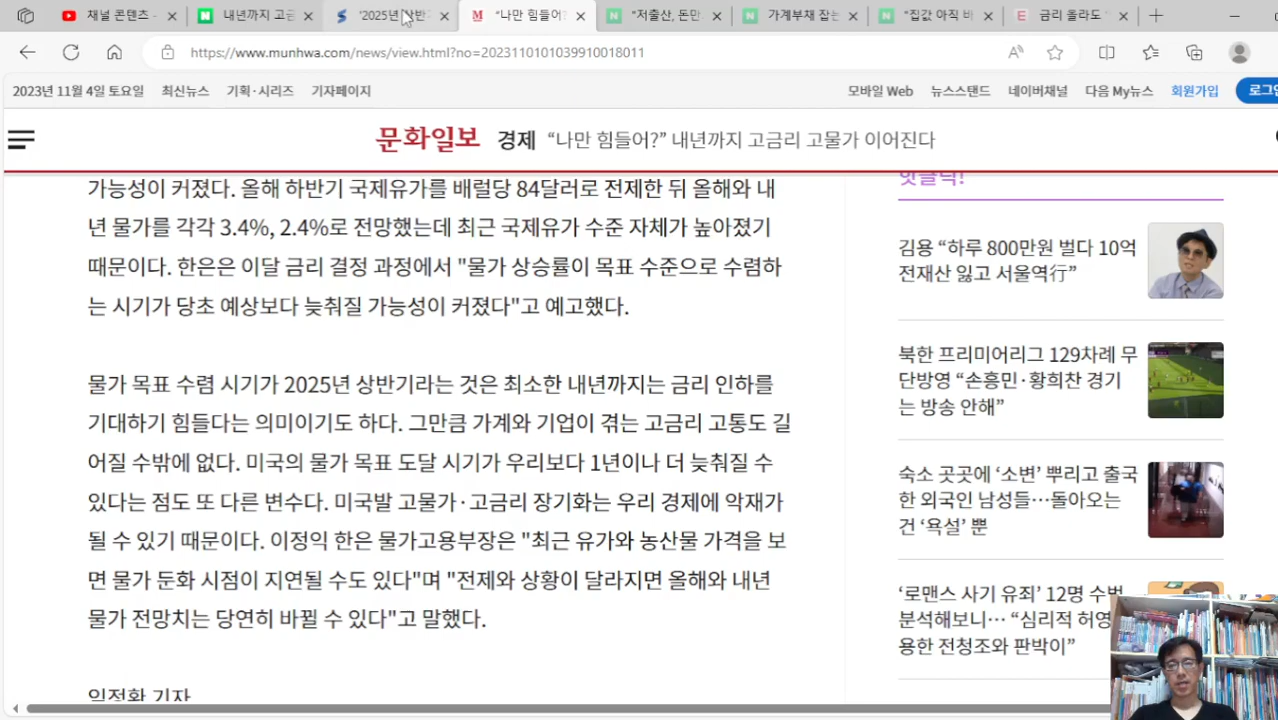 채널 콘텐츠 -
내년까지 고금
'2025년 상반기
"나만 힘들어?"
"저출산, 돈만
가계부채 잡는
"집값 아직 비
금리 올라도
https://www.munhwa.com/news/view.html?no=2023110101039910018011
2023년 11월 4일 토요일 최신뉴스 기획·시리즈 기자페이지
모바일 Web 뉴스스탠드 네이버채널 다음 My뉴스 회원가입
문화일보 경제 "나만 힘들어?" 내년까지 고금리 고물가 이어진다
가능성이 커졌다. 올해 하반기 국제유가를 배럴당 84달러로 전제한 뒤 올해와 내
년 물가를 각각 3.4%, 2.4%로 전망했는데 최근 국제유가 수준 자체가 높아졌기
때문이다. 한은은 이달 금리 결정 과정에서 "물가 상승률이 목표 수준으로 수렴하
는 시기가 당초 예상보다 늦춰질 가능성이 커졌다"고 예고했다.
물가 목표 수렴 시기가 2025년 상반기라는 것은 최소한 내년까지는 금리 인하를
기대하기 힘들다는 의미이기도 하다. 그만큼 가계와 기업이 겪는 고금리 고통도 길
어질 수밖에 없다. 미국의 물가 목표 도달 시기가 우리보다 1년이나 더 늦춰질 수
있다는 점도 또 다른 변수다. 미국발 고물가·고금리 장기화는 우리 경제에 악재가
될 수 있기 때문이다. 이정익 한은 물가고용부장은 "최근 유가와 농산물 가격을 보
면 물가 둔화 시점이 지연될 수도 있다"며 "전제와 상황이 달라지면 올해와 내년
물가 전망치는 당연히 바뀔 수 있다"고 말했다.
임정환 기자
핫클릭!
김용 "하루 800만원 벌다 10억
전재산 잃고 서울역行"
북한 프리미어리그 129차례 무
단방영 "손흥민·황희찬 경기
는 방송 안해"
숙소 곳곳에 '소변' 뿌리고 출국
한 외국인 남성들…돌아오는
건 '욕설' 뿐
'로맨스 사기 유죄' 12명 수법
분석해보니… "심리적 허영
용한 전청조와 판박이"